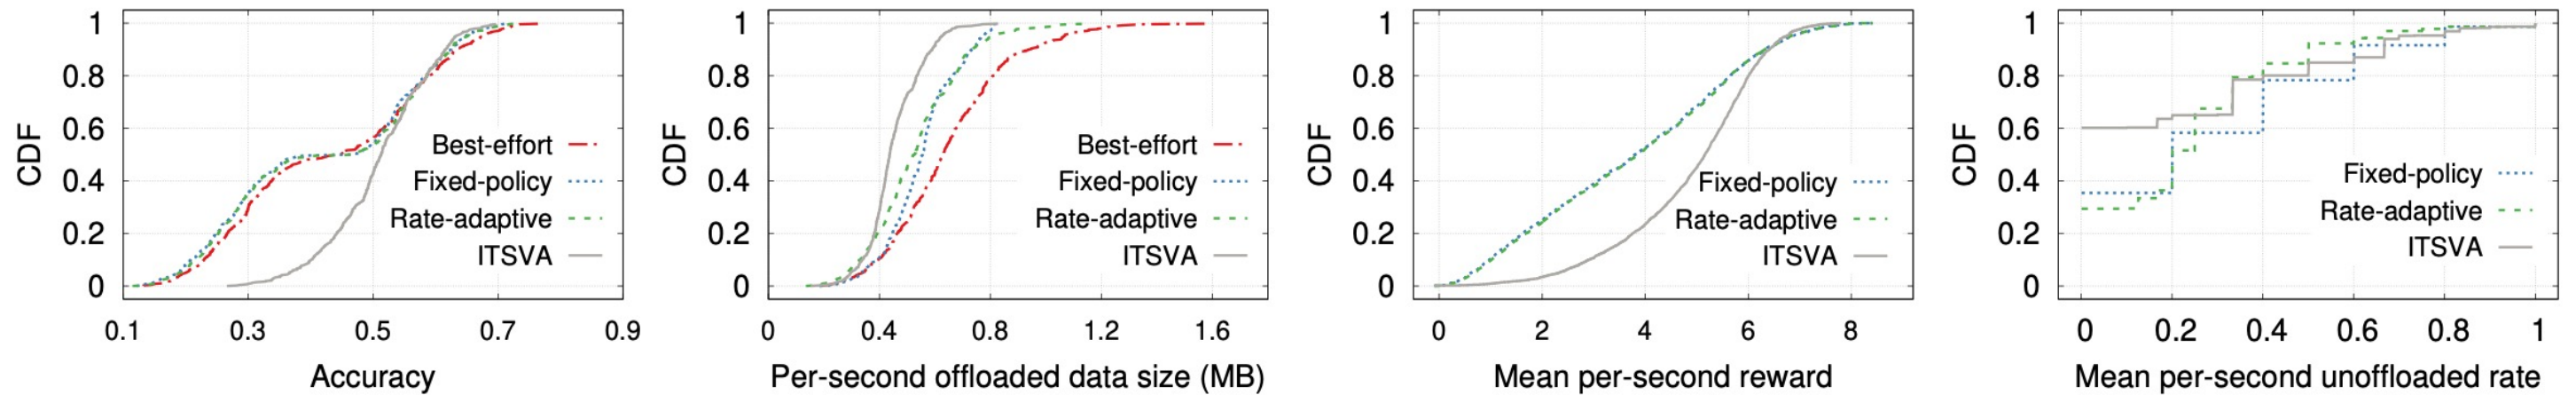 CDF
1
0.8
0.6
0.4
0.2
0
Best-effort
Fixed-policy
Rate-adaptive
ITSVA
0.1 0.3 0.5 0.7 0.9
Accuracy
CDF
1
0.8
0.6
0.4
0.2
0
Best-effort
Fixed-policy
Rate-adaptive
ITSVA
0 0.4 0.8 1.2 1.6
Per-second offloaded data size (MB)
CDF
1
0.8
0.6
0.4
0.2
0
Fixed-policy
Rate-adaptive
ITSVA
0 2 4 6 8
Mean per-second reward
CDF
1
0.8
0.6
0.4
0.2
0
Fixed-policy
Rate-adaptive
ITSVA
0 0.2 0.4 0.6 0.8 1
Mean per-second unoffloaded rate